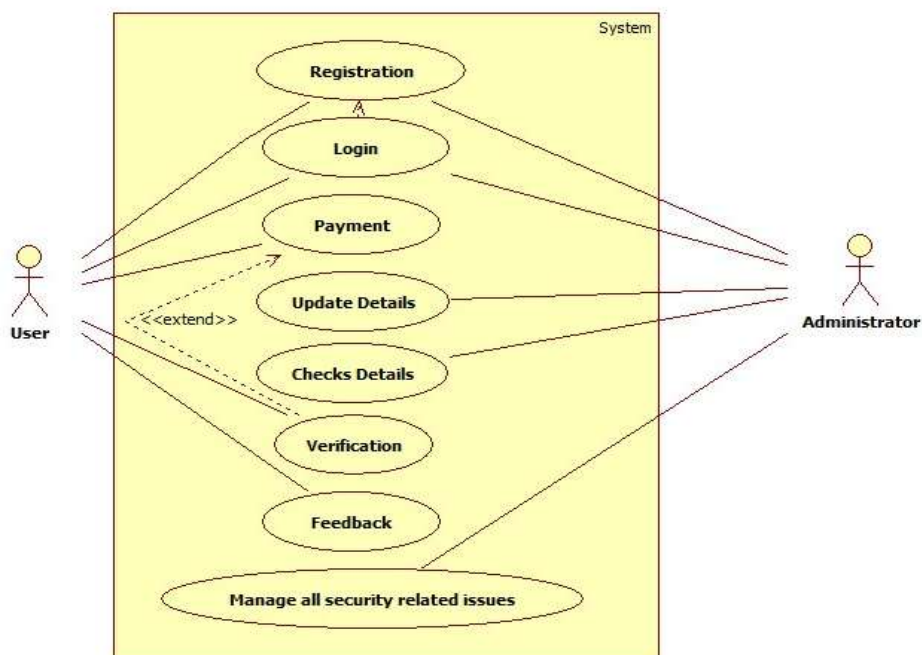 System
Registration
Login
Payment
Update Details
<<extend>>
User
Administrator
Checks Details
Verification
Feedback
Manage all security related issues